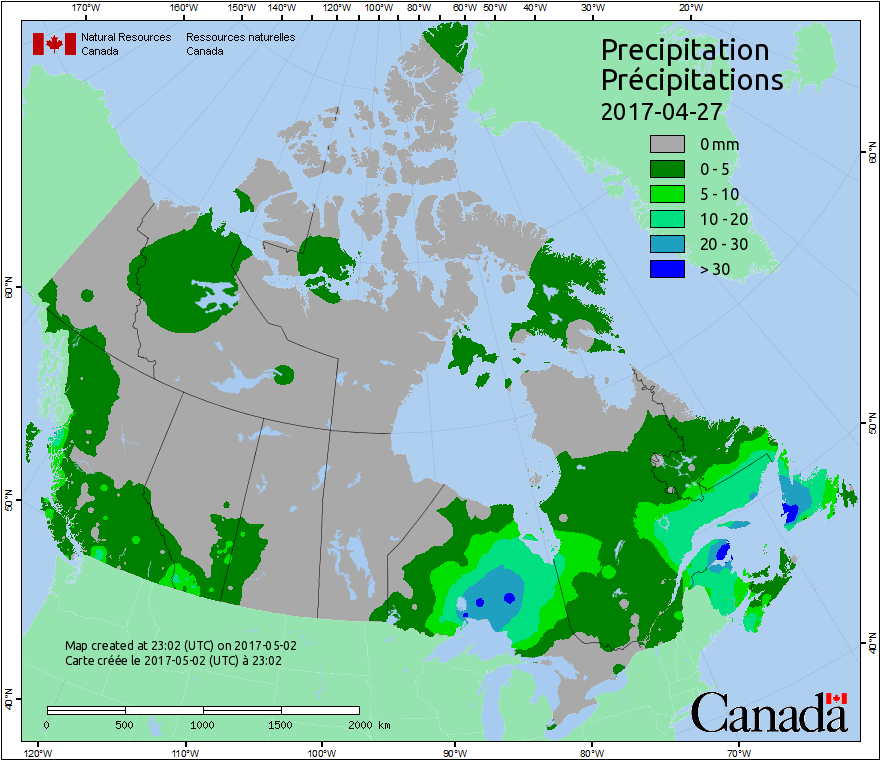 170°W 160°W 150°W 140°W 120°W 100°W 80°W 60°W 50°W 40°W 30°W 20°W
Natural Resources Ressources naturelles
Canada Canada
Precipitation
Précipitations
2017-04-27
0 mm
0 - 5
5 - 10
10 - 20
20 - 30
> 30
60°N
60°N
50°N
50°N
40°N
40°N
Map created at 23:02 (UTC) on 2017-05-02
Carte créée le 2017-05-02 (UTC) à 23:02
0 500 1000 1500 2000 km
Canada
120°W 110°W 100°W 90°W 80°W 70°W